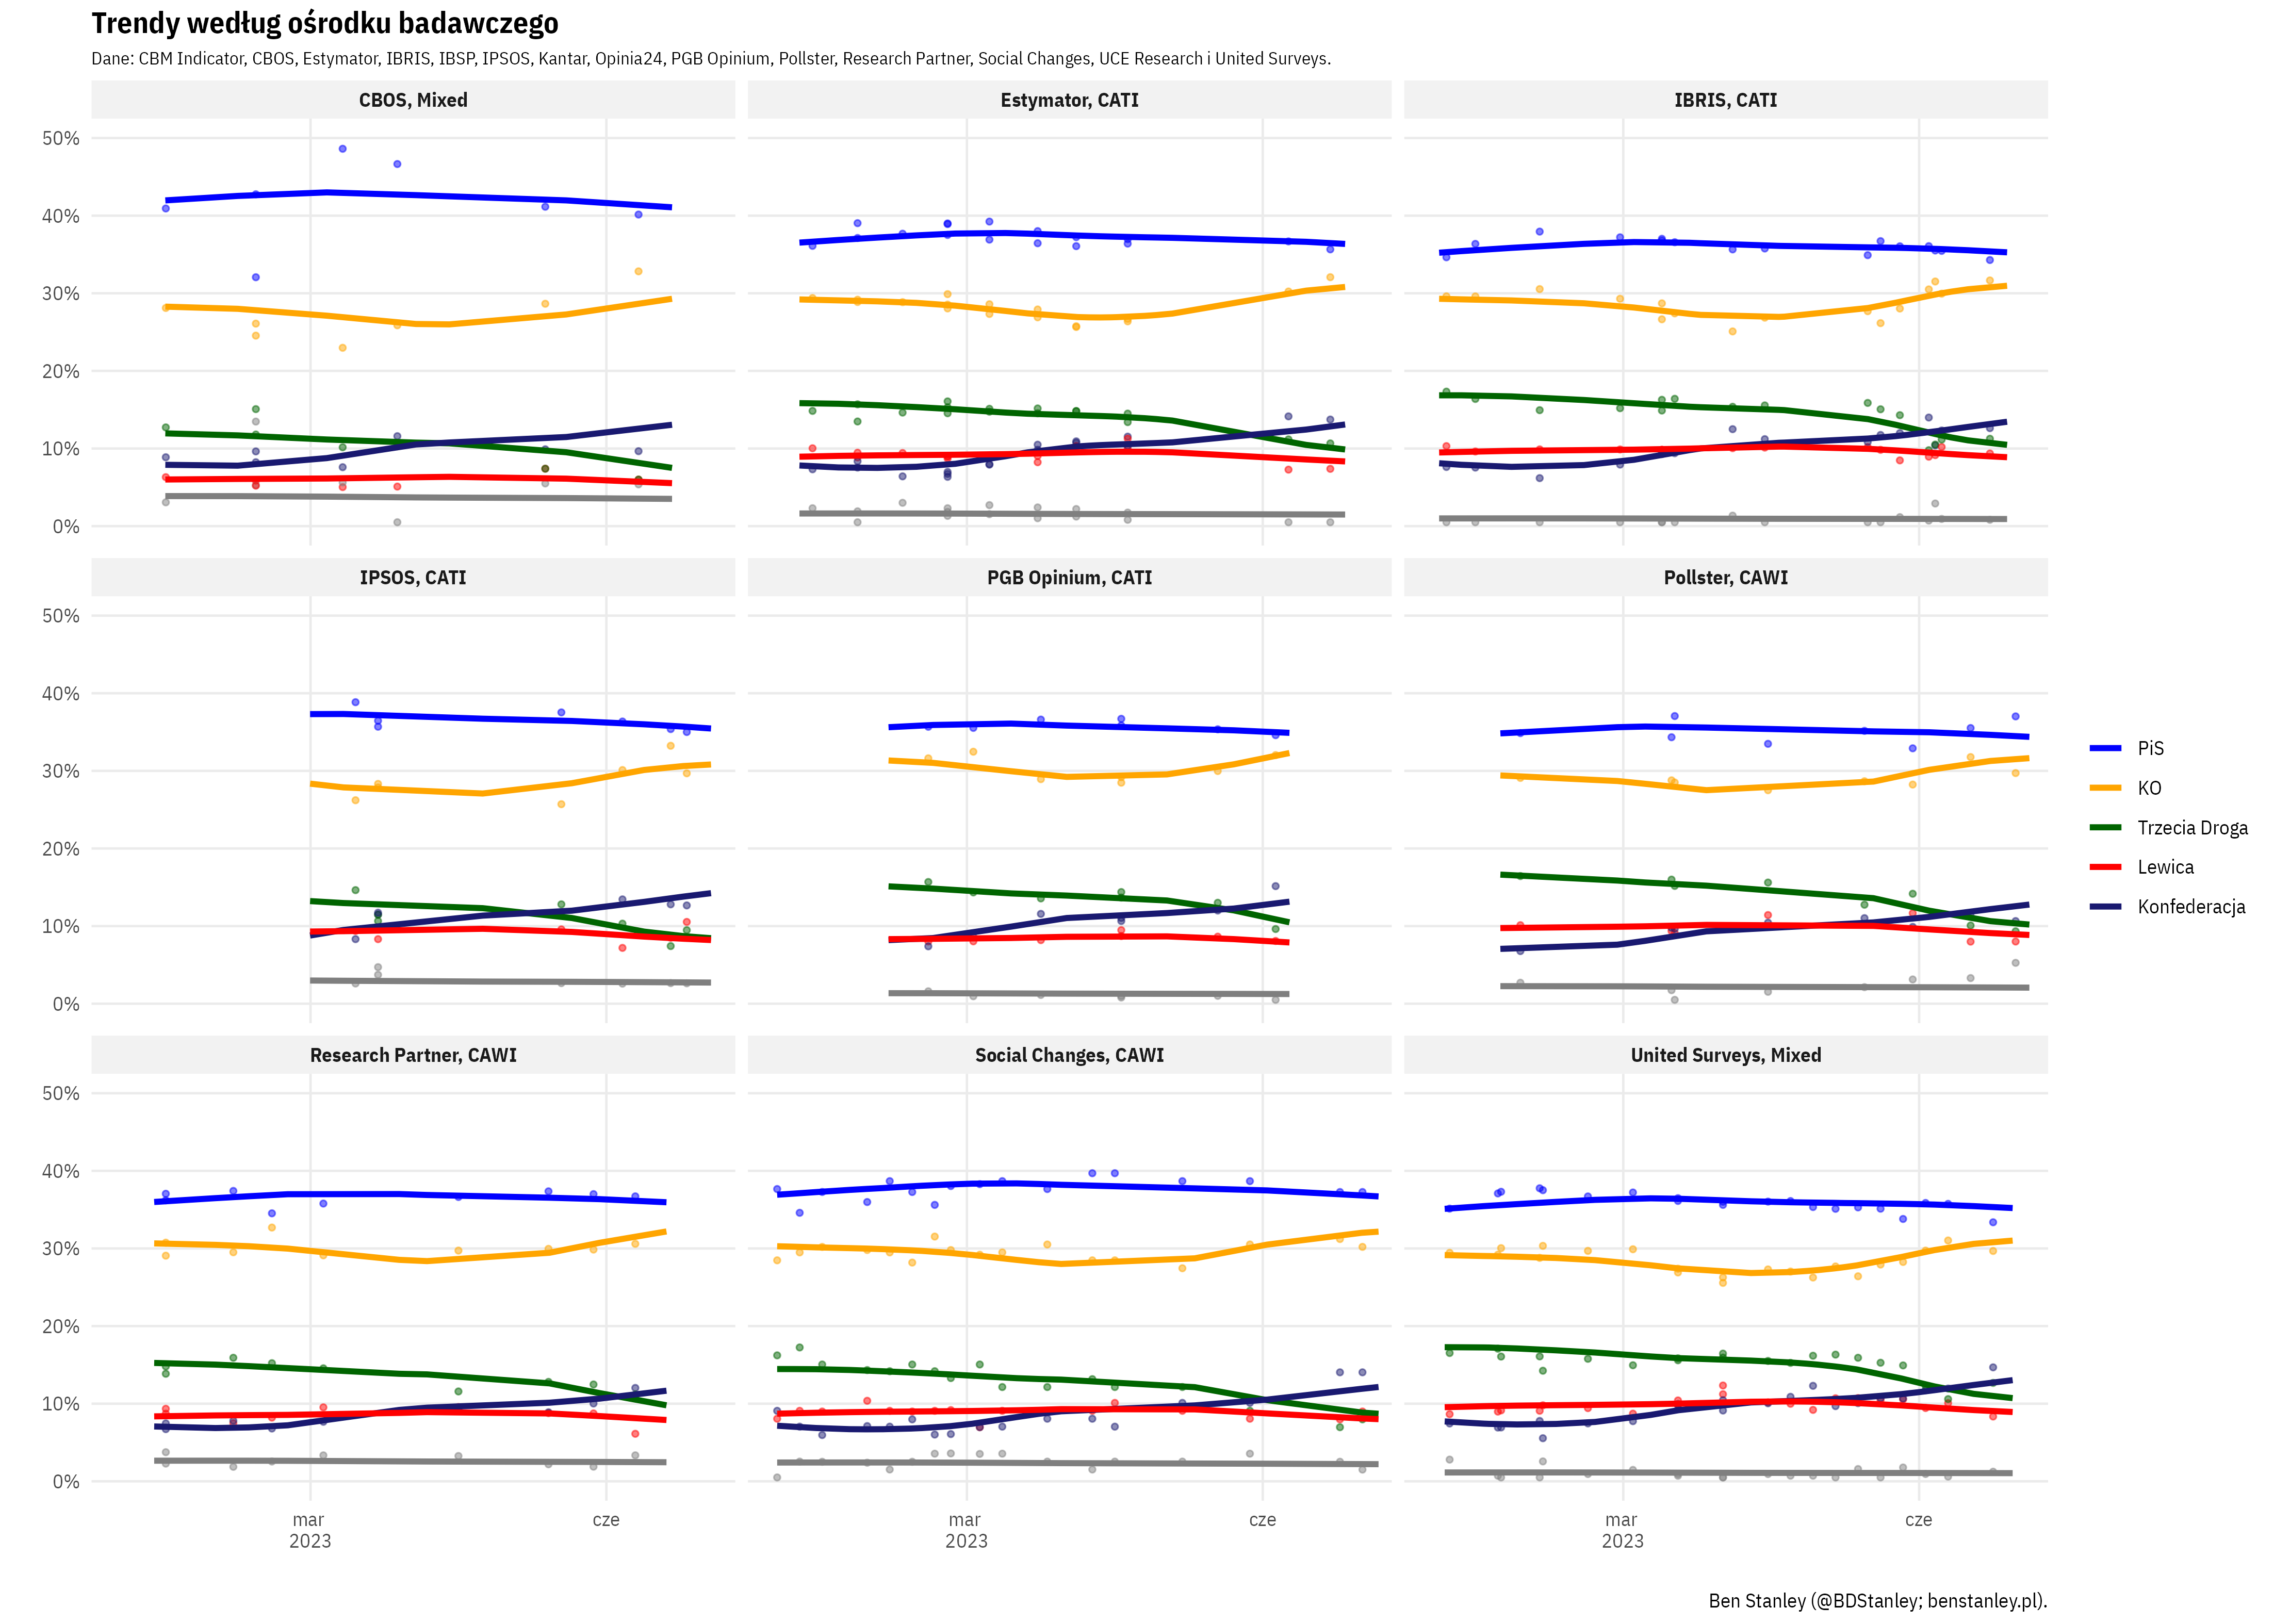 Trendy według ośrodku badawczego
Dane: CBM Indicator, CBOS, Estymator, IBRIS, IBSP, IPSOS, Kantar, Opinia24, PGB Opinium, Pollster, Research Partner, Social Changes, UCE Research i United Surveys.
CBOS, Mixed
Estymator, CATI
IBRIS, CATI
50%
40%
30%
20%
10%
0%
IPSOS, CATI
PGB Opinium, CATI
Pollster, CAWI
50%
40%
30%
20%
10%
0%
PiS
KO
Trzecia Droga
Lewica
Konfederacja
Research Partner, CAWI
Social Changes, CAWI
United Surveys, Mixed
50%
40%
30%
20%
10%
0%
mar
2023
cze
mar
2023
cze
mar
2023
cze
Ben Stanley (@BDStanley; benstanley.pl).